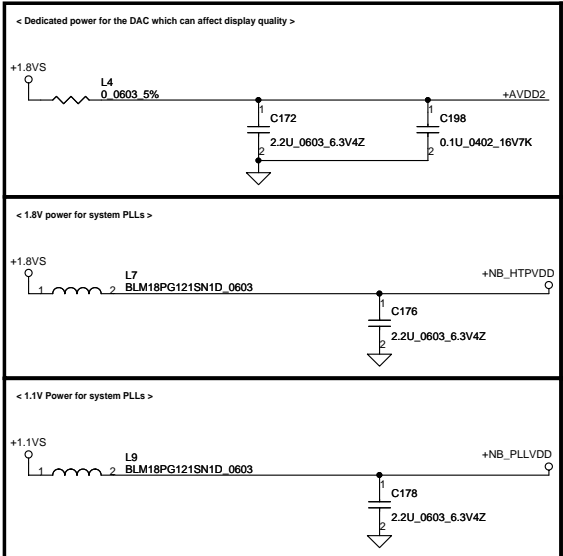 < Dedicated power for the DAC which can affect display quality >
+1.8VS
L4
0_0603_5%
+AVDD2
1
C172
2.2U_0603_6.3V4Z
2
1
C198
0.1U_0402_16V7K
2
< 1.8V power for system PLLs >
+1.8VS
1
L7
2
BLM18PG121SN1D_0603
+NB_HTPVDD
1
C176
2.2U_0603_6.3V4Z
2
< 1.1V Power for system PLLs >
+1.1VS
1
L9
2
BLM18PG121SN1D_0603
+NB_PLLVDD
1
C178
2.2U_0603_6.3V4Z
2